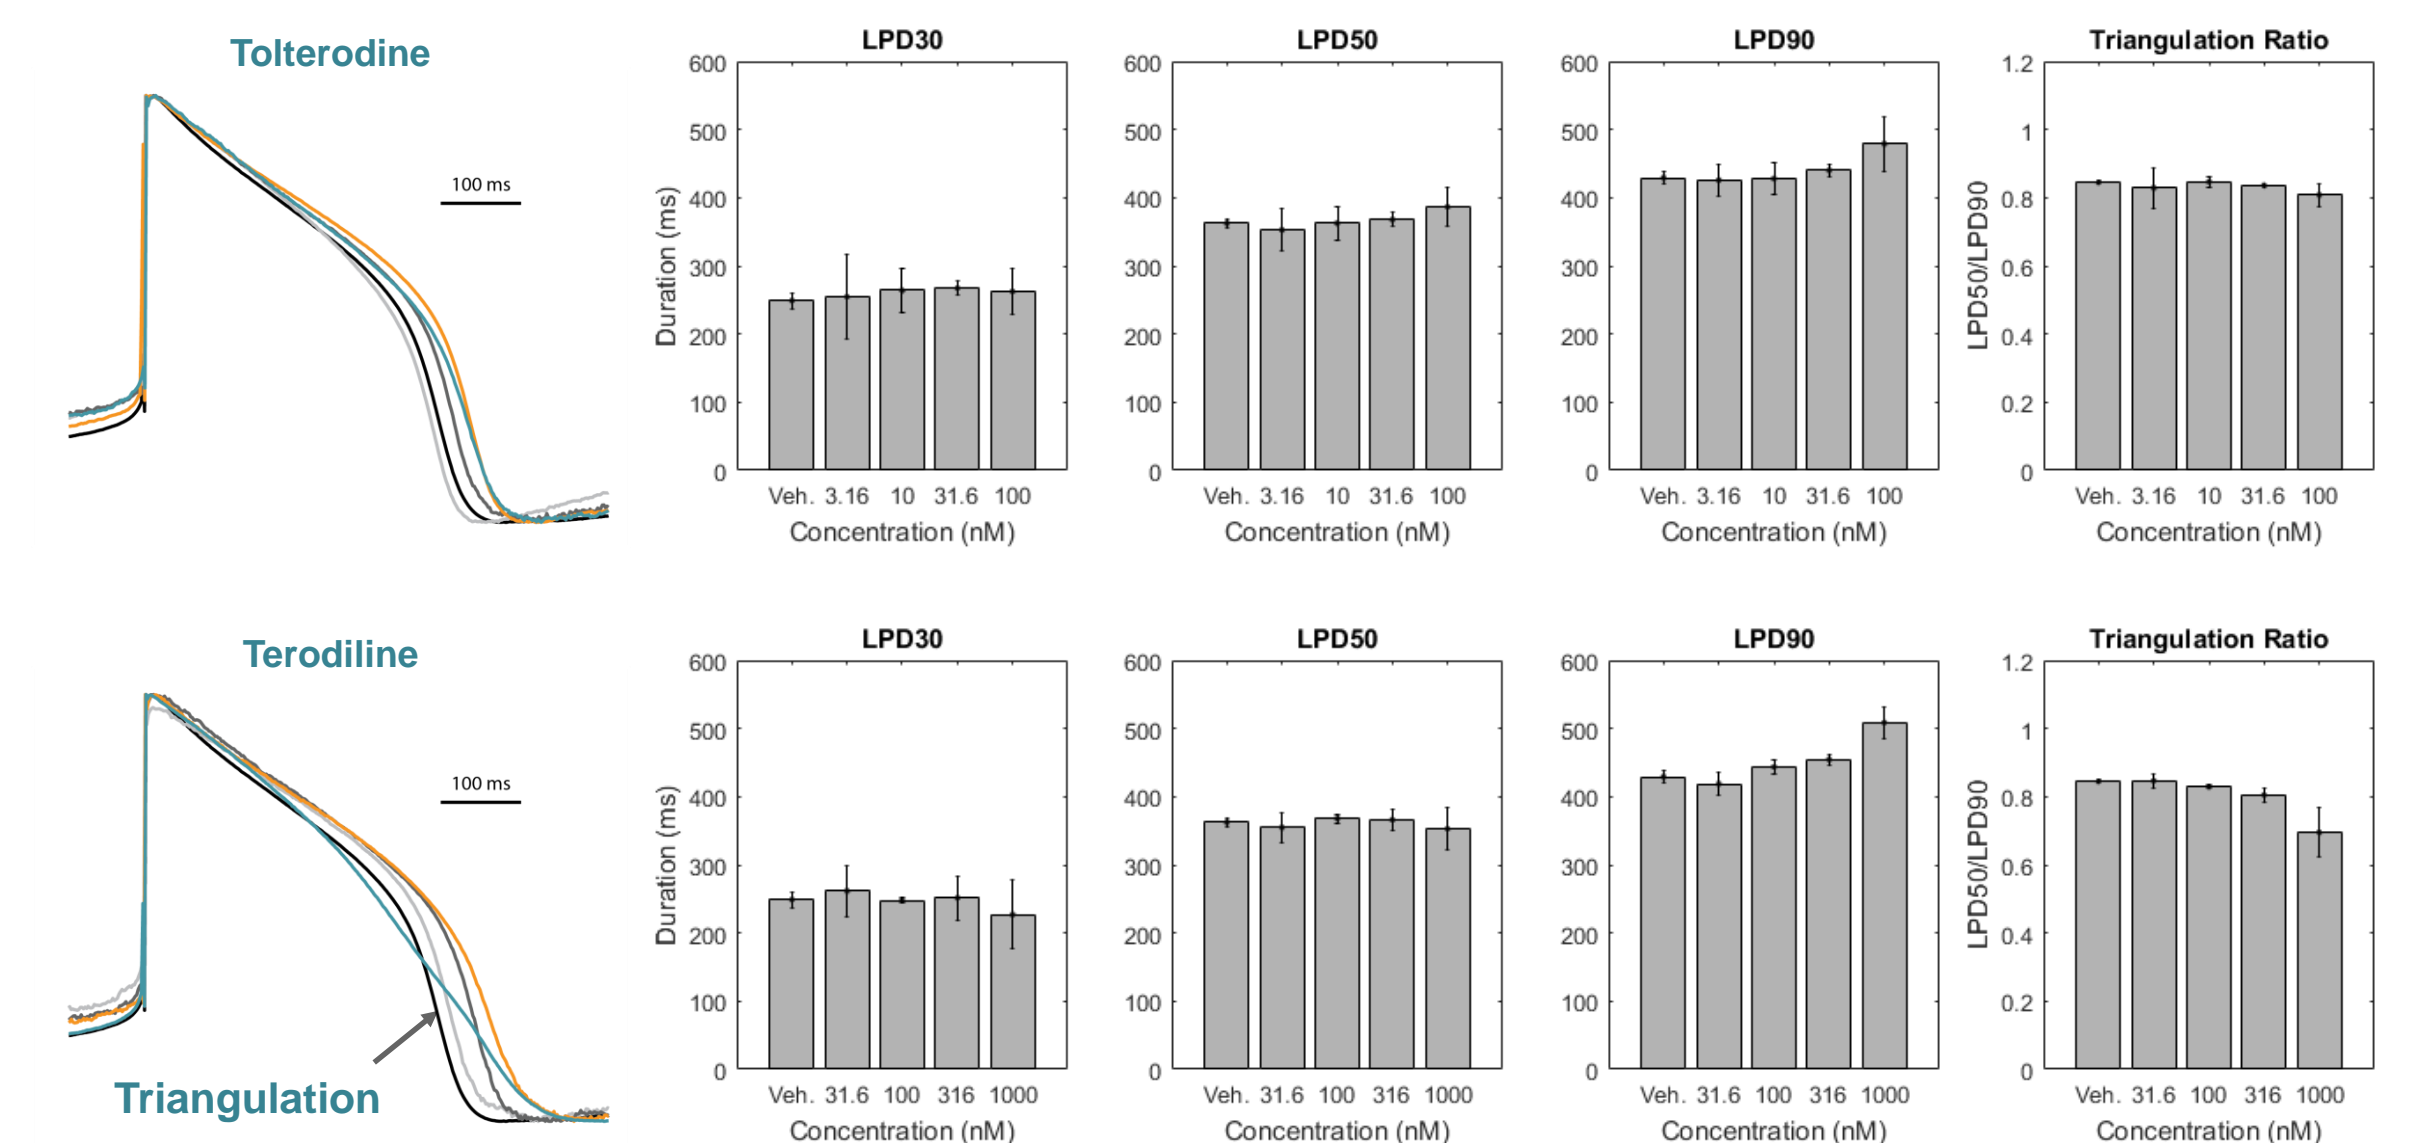 Tolterodine
100 ms
LPD30
600
500
400
300
200
100
0
Duration (ms)
Veh. 3.16 10 31.6 100
Concentration (nM)
LPD50
600
500
400
300
200
100
0
Veh. 3.16 10 31.6 100
Concentration (nM)
LPD90
600
500
400
300
200
100
0
Veh. 3.16 10 31.6 100
Concentration (nM)
Triangulation Ratio
1.2
1
0.8
0.6
0.4
0.2
0
LPD50/LPD90
Veh. 3.16 10 31.6 100
Concentration (nM)
Terodiline
100 ms
Triangulation
LPD30
600
500
400
300
200
100
0
Duration (ms)
Veh. 31.6 100 316 1000
Concentration (nM)
LPD50
600
500
400
300
200
100
0
Veh. 31.6 100 316 1000
Concentration (nM)
LPD90
600
500
400
300
200
100
0
Veh. 31.6 100 316 1000
Concentration (nM)
Triangulation Ratio
1.2
1
0.8
0.6
0.4
0.2
0
LPD50/LPD90
Veh. 31.6 100 316 1000
Concentration (nM)